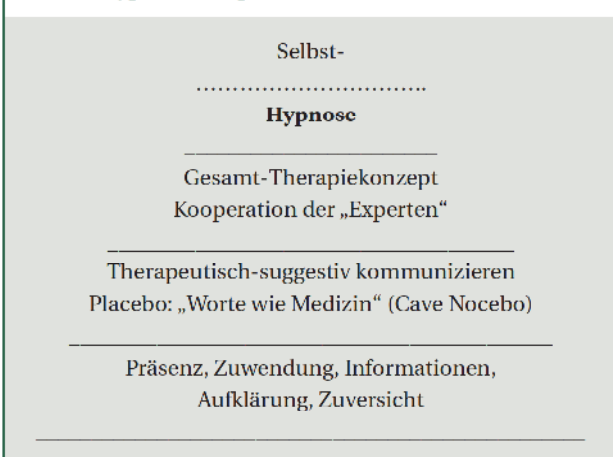 Selbst-
................................
Hypnose
Gesamt-Therapiekonzept
Kooperation der „Experten“
Therapeutisch-suggestiv kommunizieren
Placebo: „Worte wie Medizin“ (Cave Nocebo)
Präsenz, Zuwendung, Informationen,
Aufklärung, Zuversicht